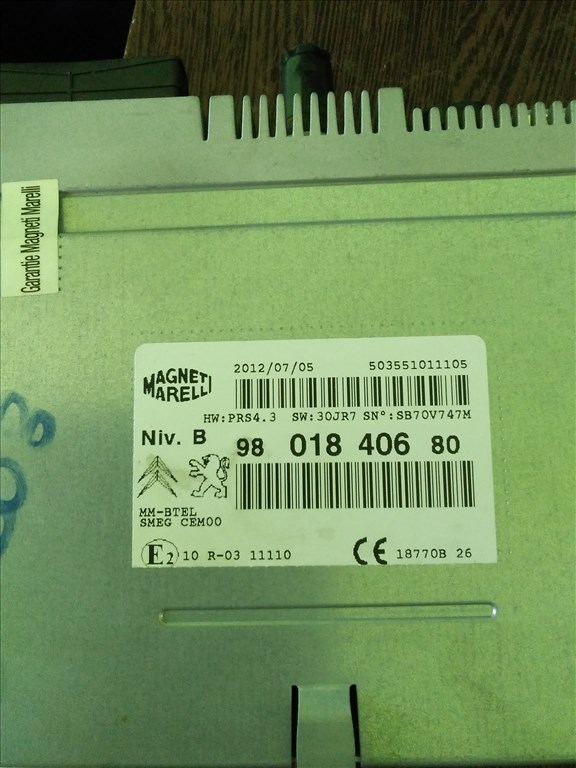 Garantie Magneti Marelli
MAGNETI
MARELLI
2012/07/05 503551011105
HW:PRS4.3 SW:30JR7 SN°:SB70V747M
Niv. B 98 018 406 80
MM-BTEL
SMEG CEM00
E2 10 R-03 11110 CE 18770B 26